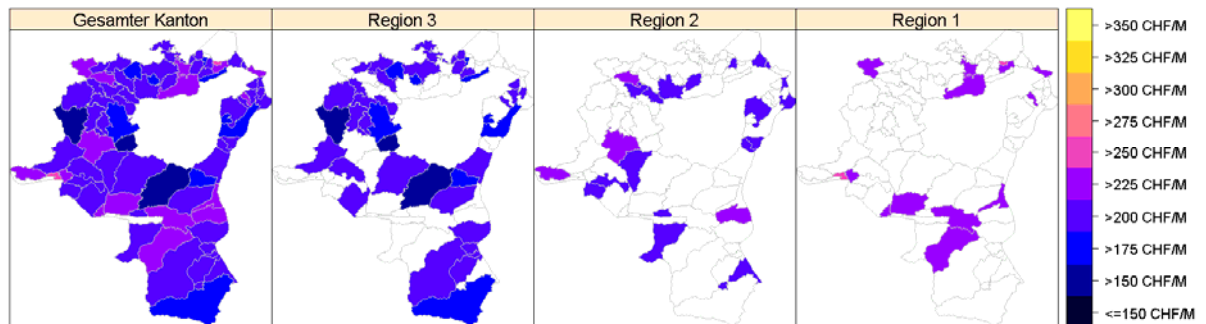 Gesamter Kanton
Region 3
Region 2
Region 1
>350 CHF/M
>325 CHF/M
>300 CHF/M
>275 CHF/M
>250 CHF/M
>225 CHF/M
>200 CHF/M
>175 CHF/M
>150 CHF/M
<=150 CHF/M